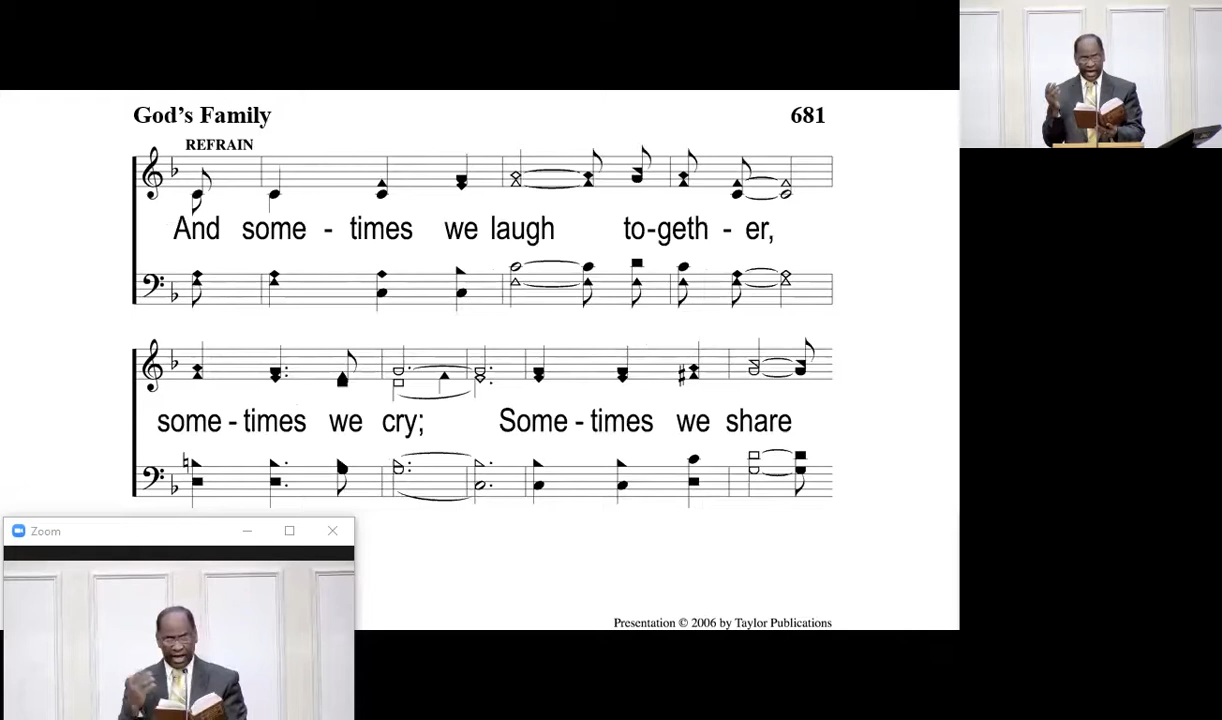 God's Family 681
REFRAIN
And some - times we laugh to-geth - er,
some - times we cry; Some - times we share
Zoom
Presentation © 2006 by Taylor Publications